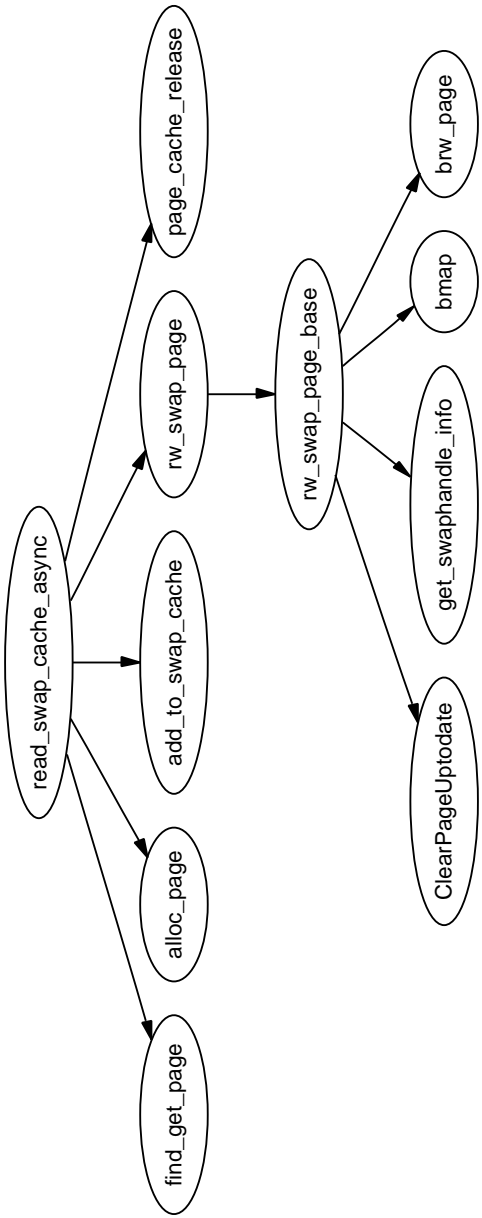 read_swap_cache_async
find_get_page
alloc_page
add_to_swap_cache
rw_swap_page
page_cache_release
rw_swap_page_base
ClearPageUptodate
get_swaphandle_info
bmap
brw_page